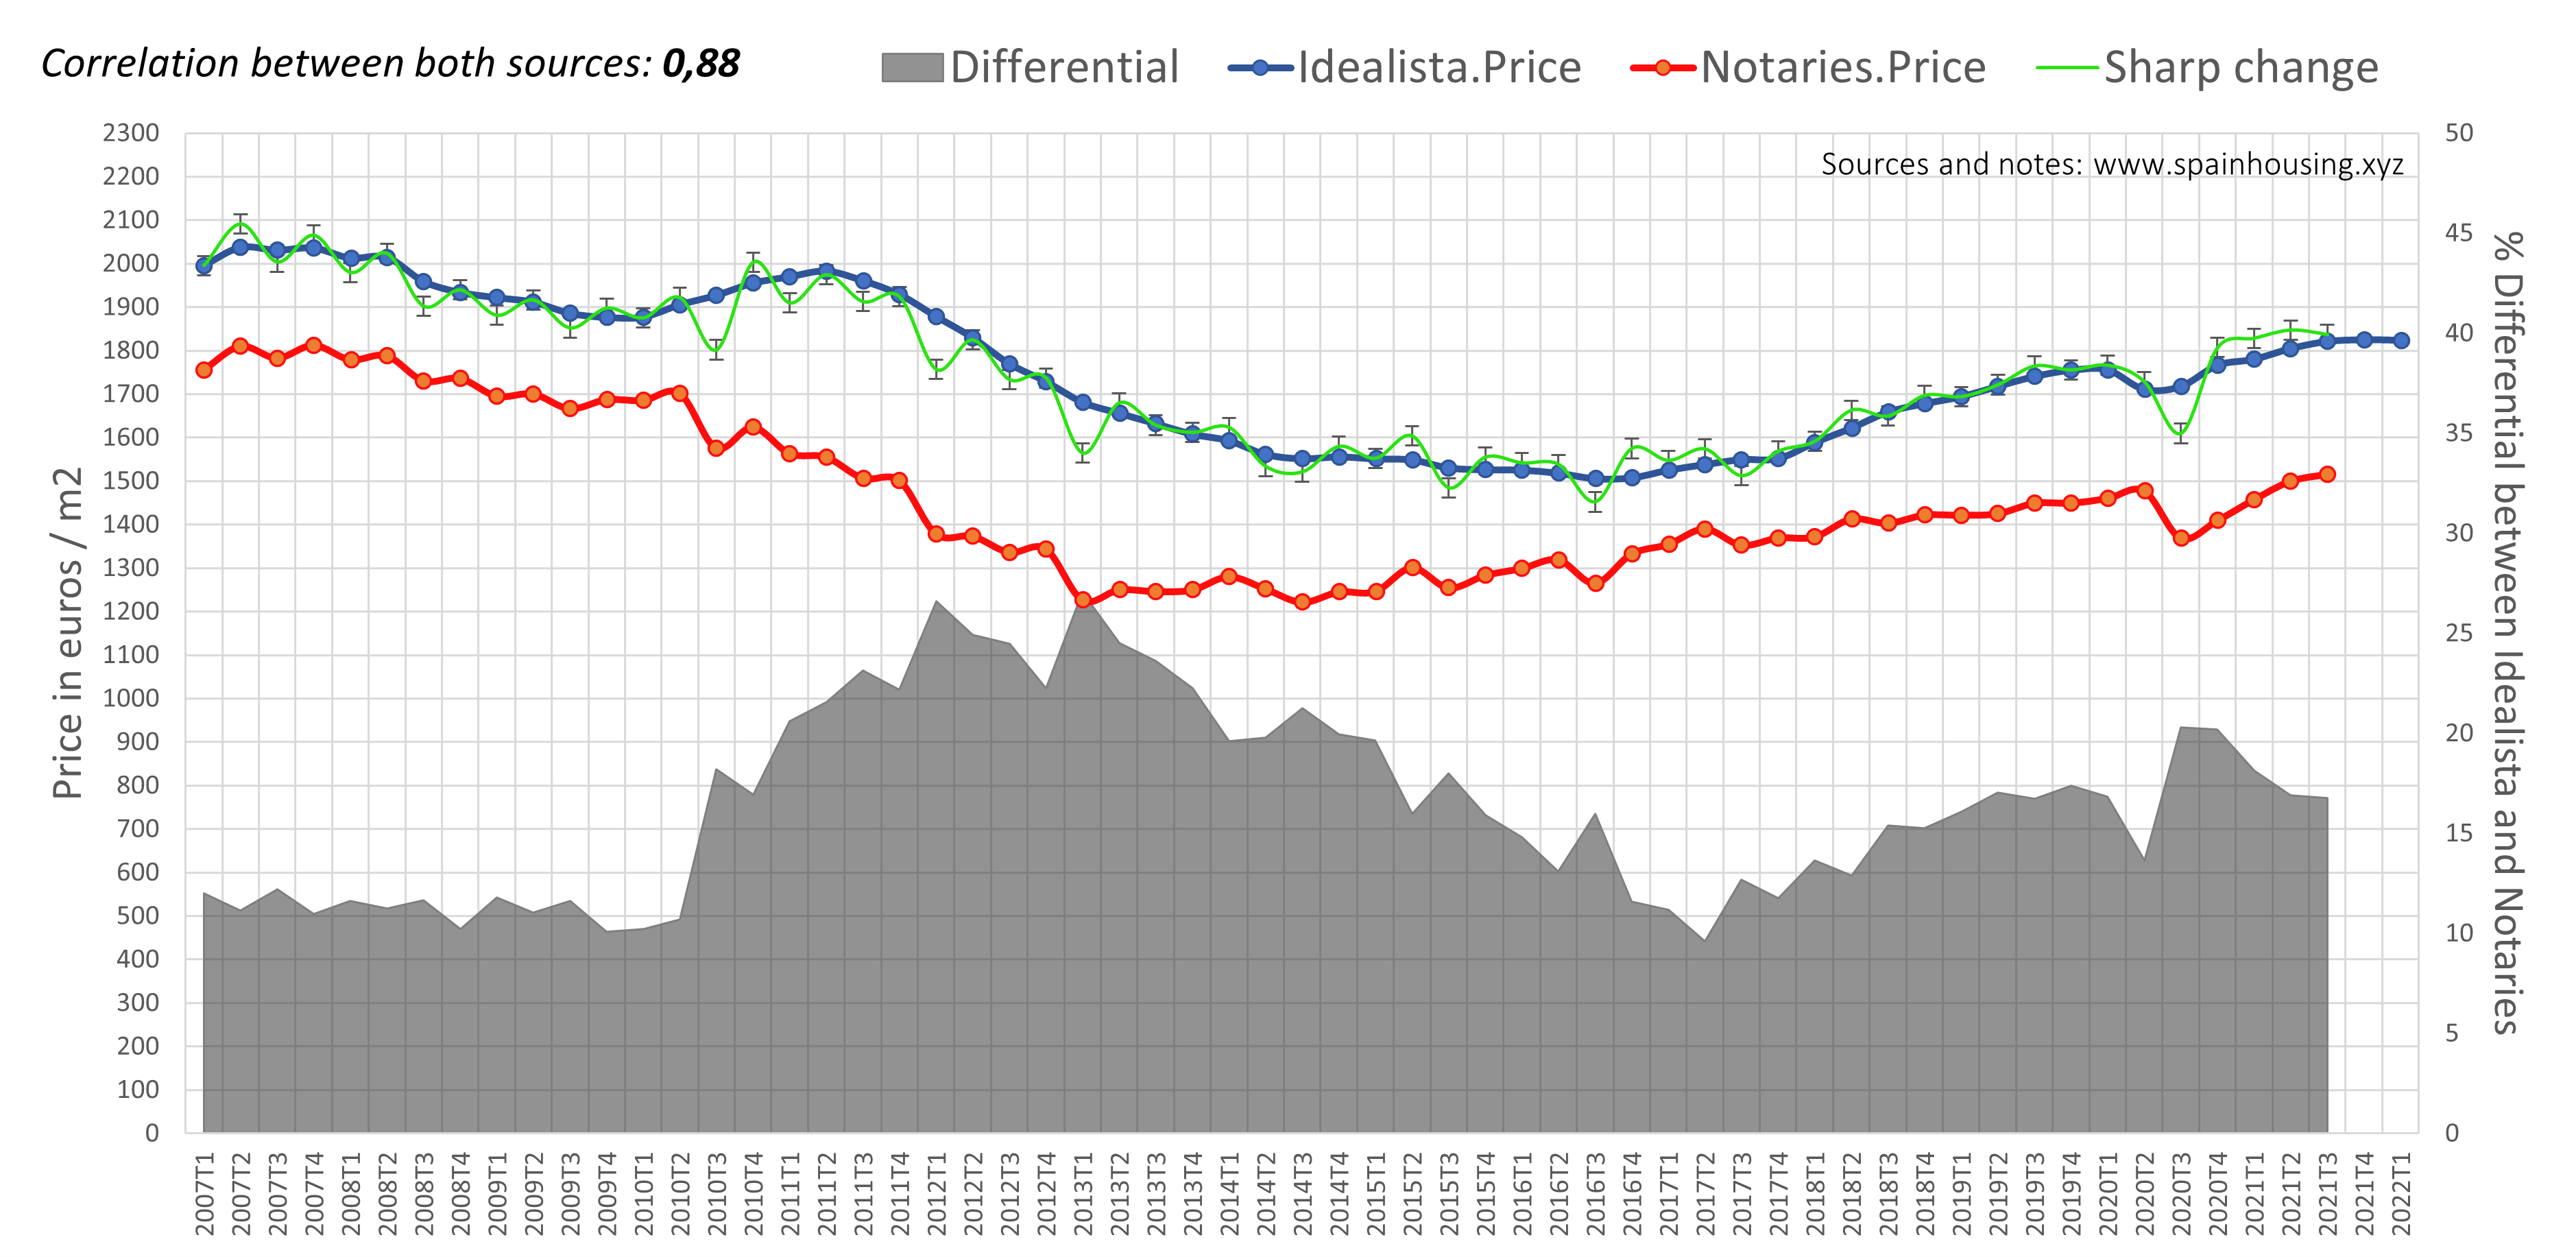 Correlation between both sources: 0,88
Differential
Idealista.Price
Notaries.Price
Sharp change
Sources and notes: www.spainhousing.xyz
Price in euros / m2
2300
2200
2100
2000
1900
1800
1700
1600
1500
1400
1300
1200
1100
1000
900
800
700
600
500
400
300
200
100
0
50
45
40
35
30
25
20
15
10
5
0
% Differential between Idealista and Notaries
2007T1
2007T2
2007T3
2007T4
2008T1
2008T2
2008T3
2008T4
2009T1
2009T2
2009T3
2009T4
2010T1
2010T2
2010T3
2010T4
2011T1
2011T2
2011T3
2011T4
2012T1
2012T2
2012T3
2012T4
2013T1
2013T2
2013T3
2013T4
2014T1
2014T2
2014T3
2014T4
2015T1
2015T2
2015T3
2015T4
2016T1
2016T2
2016T3
2016T4
2017T1
2017T2
2017T3
2017T4
2018T1
2018T2
2018T3
2018T4
2019T1
2019T2
2019T3
2019T4
2020T1
2020T2
2020T3
2020T4
2021T1
2021T2
2021T3
2021T4
2022T1